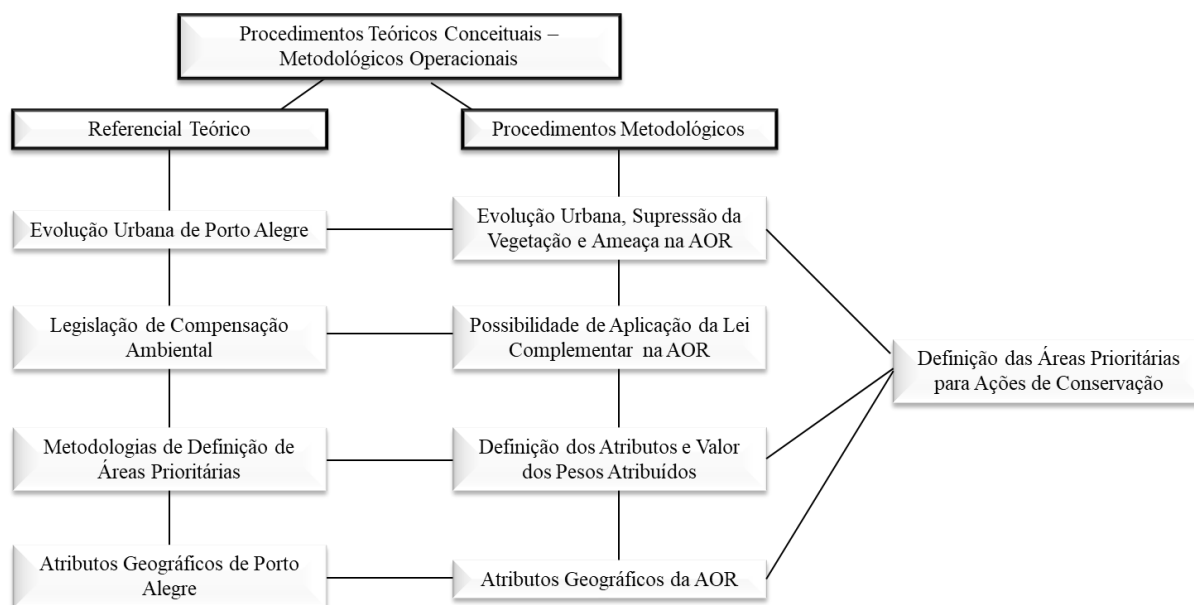 Procedimentos Teóricos Conceituais –
Metodológicos Operacionais
Referencial Teórico
Procedimentos Metodológicos
Evolução Urbana de Porto Alegre
Evolução Urbana, Supressão da
Vegetação e Ameaça na AOR
Legislação de Compensação
Ambiental
Possibilidade de Aplicação da Lei
Complementar na AOR
Definição das Áreas Prioritárias
para Ações de Conservação
Metodologias de Definição de
Áreas Prioritárias
Definição dos Atributos e Valor
dos Pesos Atribuídos
Atributos Geográficos de Porto
Alegre
Atributos Geográficos da AOR